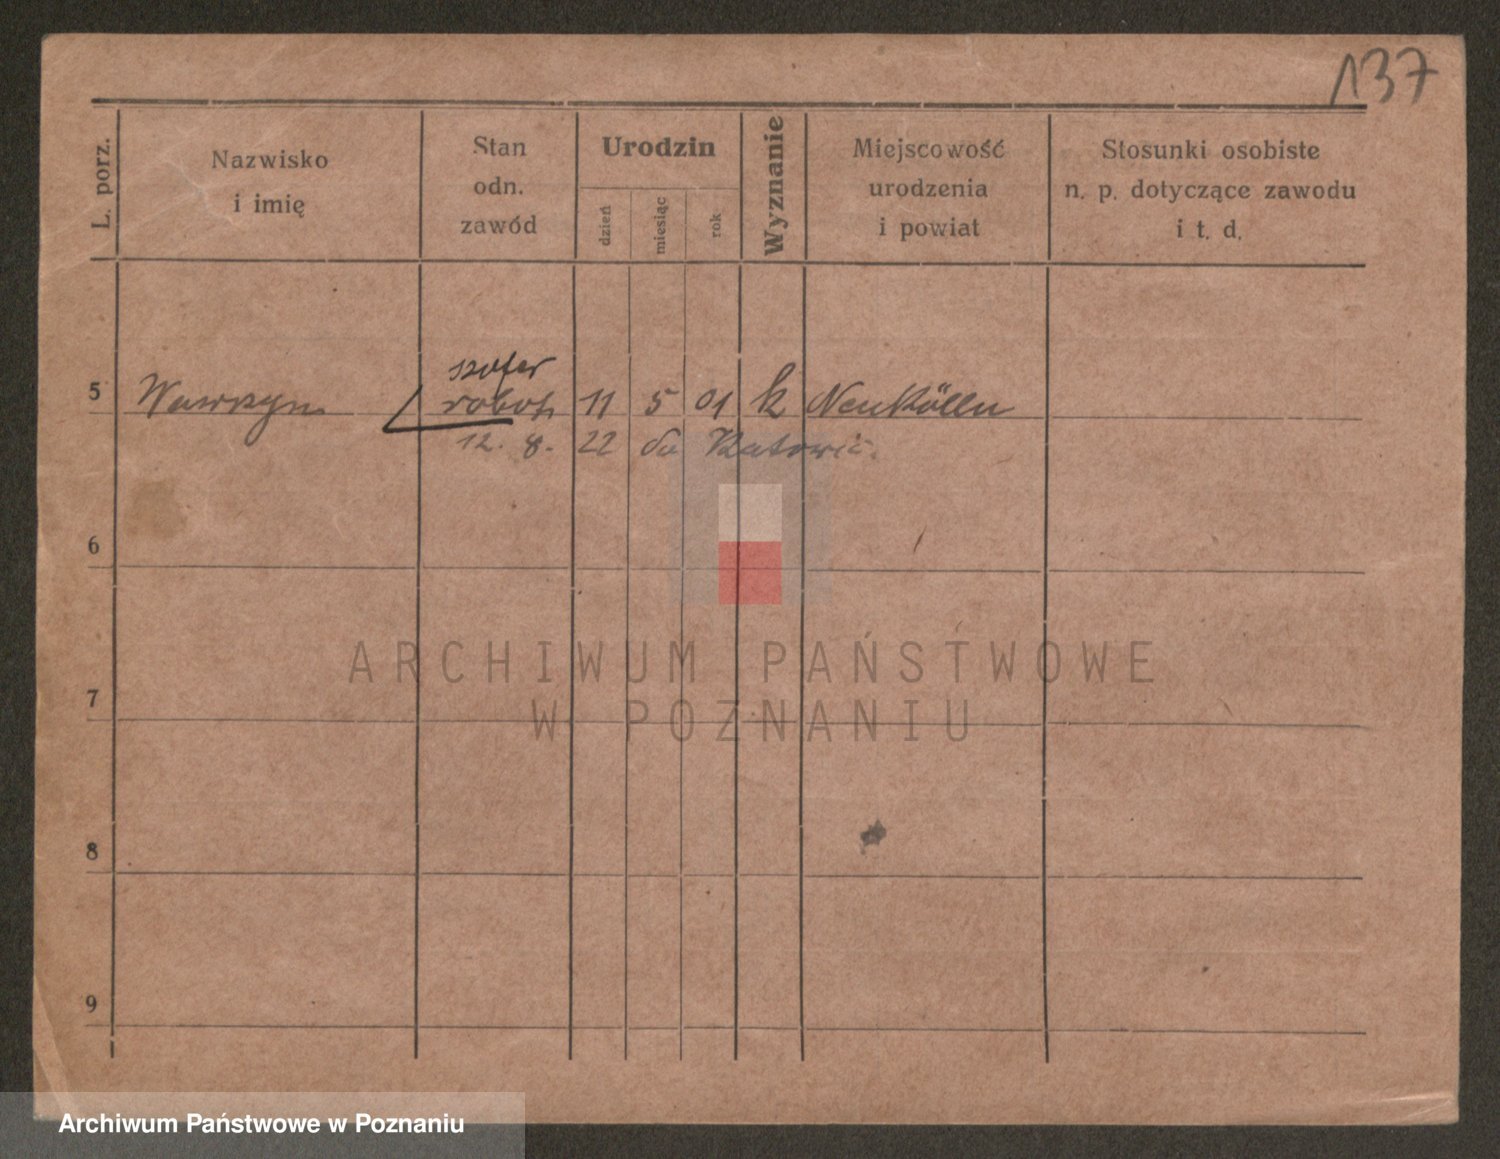 137
L. porz.
Nazwisko
i imię
Stan
odn.
zawód
Urodzin
dzień
miesiąc
rok
Wyznanie
Miejscowość
urodzenia
i powiat
Stosunki osobiste
n. p. dotyczące zawodu
i t. d.
szofer
5 Wawrzyn robot. 11 5 01 k Neukölln
12. 8. 22 do Katowic.
6
7
8
9
ARCHIWUM PAŃSTWOWE
W POZNANIU
Archiwum Państwowe w Poznaniu